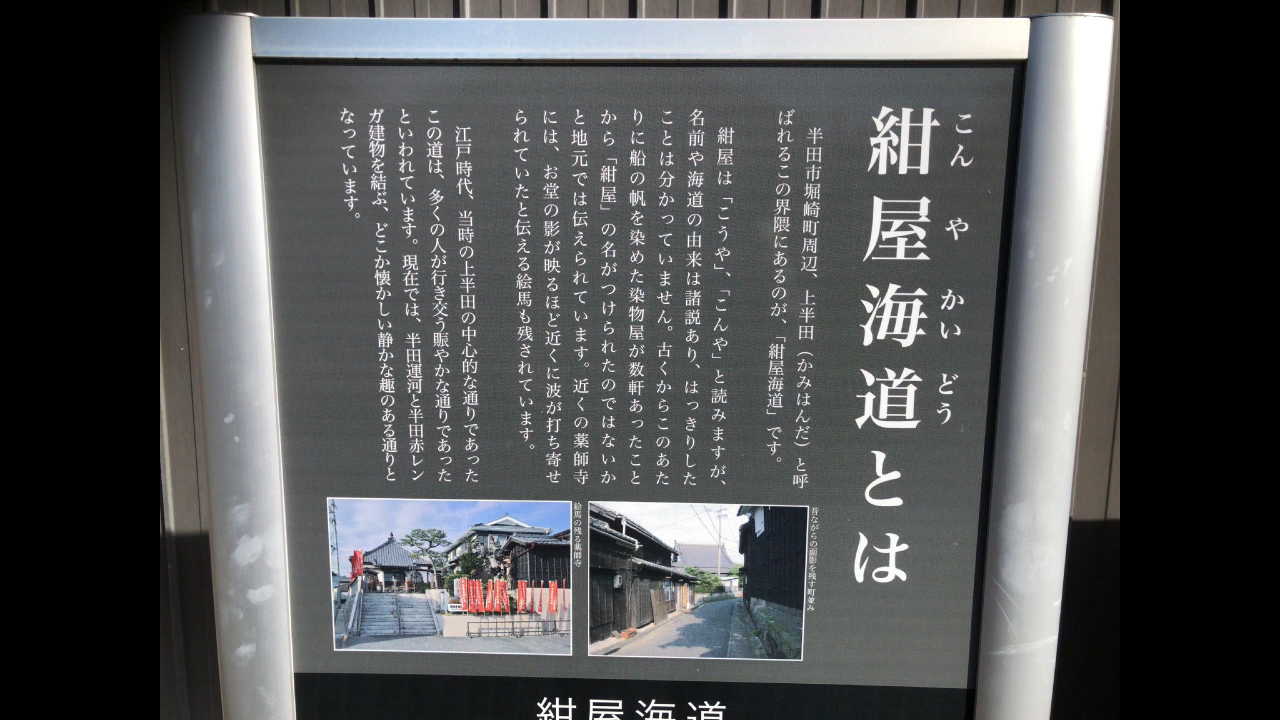 紺屋海道とは
こん や かい どう
半田市堀崎町周辺、上半田（かみはんだ）と呼
ばれるこの界隈にあるのが、「紺屋海道」です。
紺屋は「こうや」、「こんや」と読みますが、
名前や海道の由来は諸説あり、はっきりした
ことは分かっていません。古くからこのあた
りに船の帆を染めた染物屋が数軒あったこと
から「紺屋」の名がつけられたのではないか
と地元では伝えられています。近くの薬師寺
には、お堂の影が映るほど近くに波が打ち寄せ
られていたと伝える絵馬も残されています。
江戸時代、当時の上半田の中心的な通りであった
この道は、多くの人が行き交う賑やかな通りであった
といわれています。現在では、半田運河と半田赤レン
ガ建物を結ぶ、どこか懐かしい静かな趣のある通りと
なっています。
昔ながらの面影を残す町並み
絵馬の残る薬師寺
紺屋海道